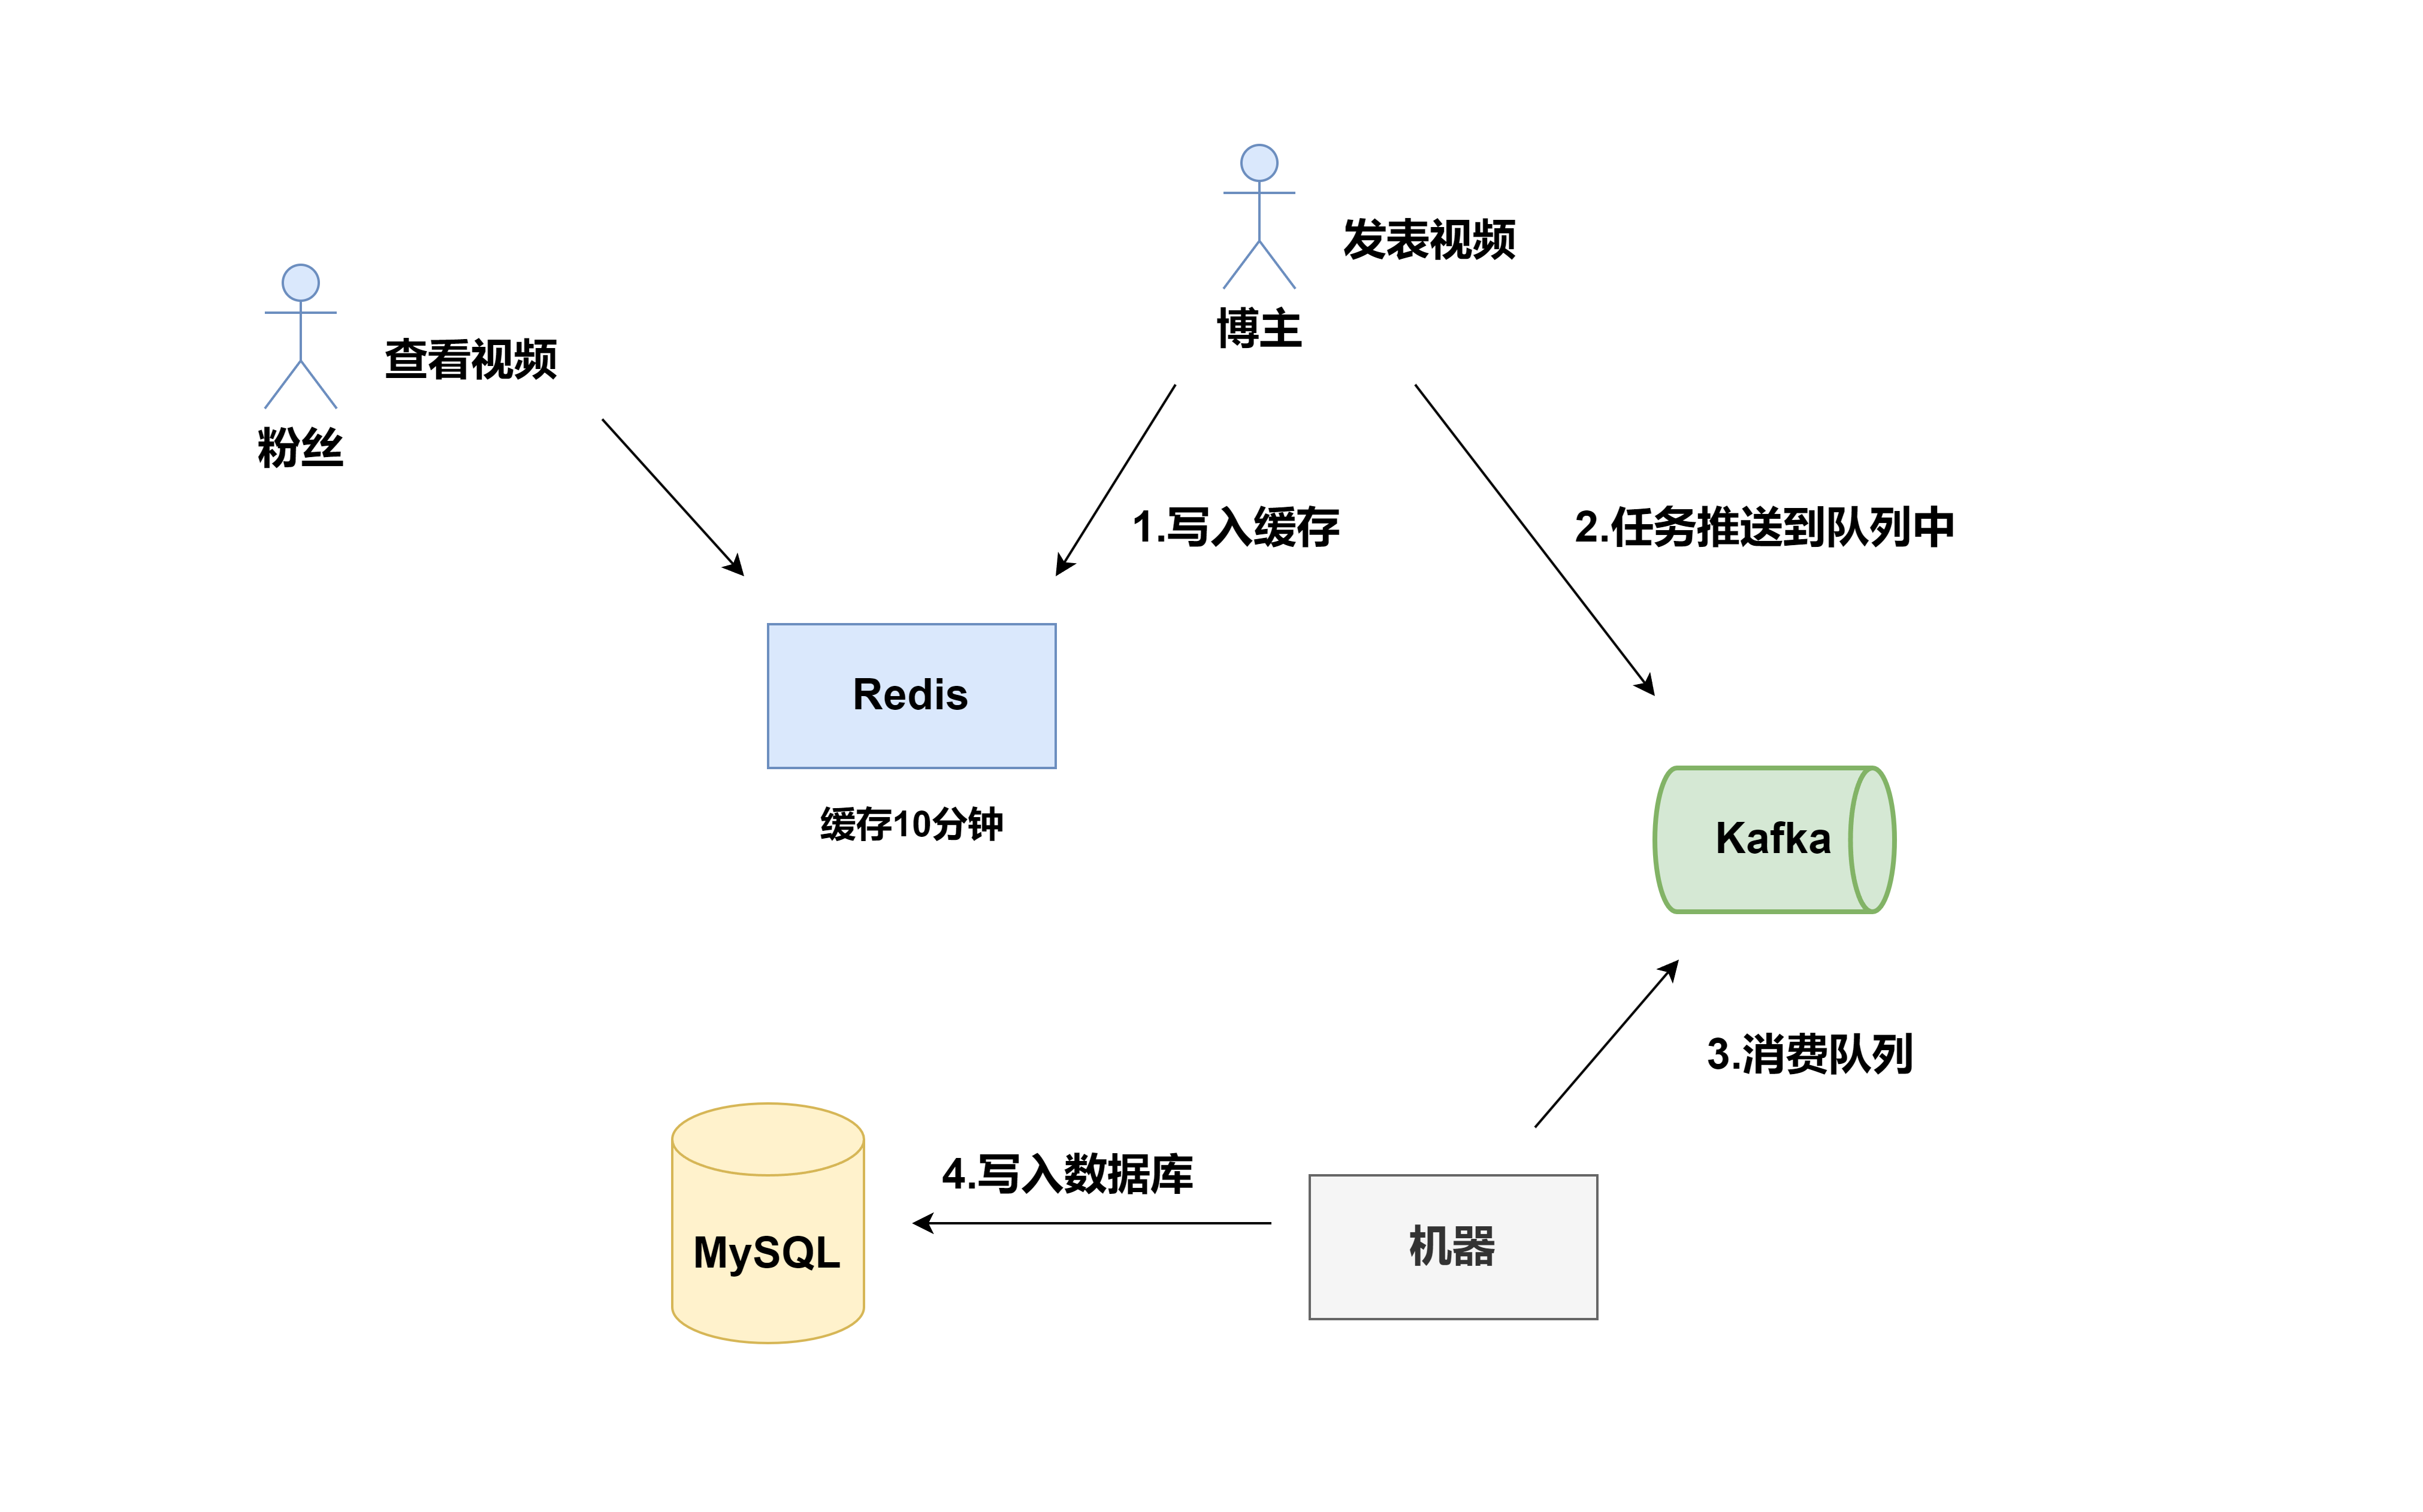 发表视频
博主
查看视频
粉丝
1.写入缓存
2.任务推送到队列中
Redis
缓存10分钟
Kafka
3.消费队列
4.写入数据库
MySQL
机器